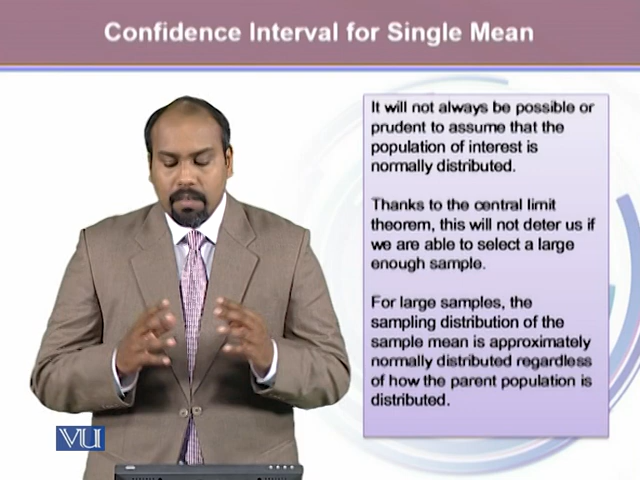 Confidence Interval for Single Mean
It will not always be possible or
prudent to assume that the
population of interest is
normally distributed.
Thanks to the central limit
theorem, this will not deter us if
we are able to select a large
enough sample.
For large samples, the
sampling distribution of the
sample mean is approximately
normally distributed regardless
of how the parent population is
distributed.
VU